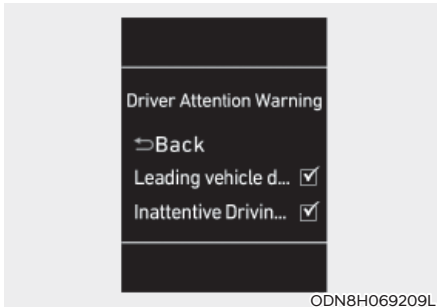 Driver Attention Warning
Back
Leading vehicle d...
Inattentive Drivin...
ODN8H069209L